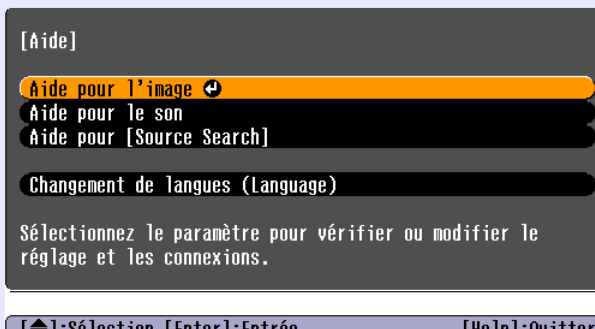 [Aide]
Aide pour l'image
Aide pour le son
Aide pour [Source Search]
Changement de langues (Language)
Sélectionnez le paramètre pour vérifier ou modifier le
réglage et les connexions.
[◆]:Sélection [Enter]:Entrée [Help]:Quitter